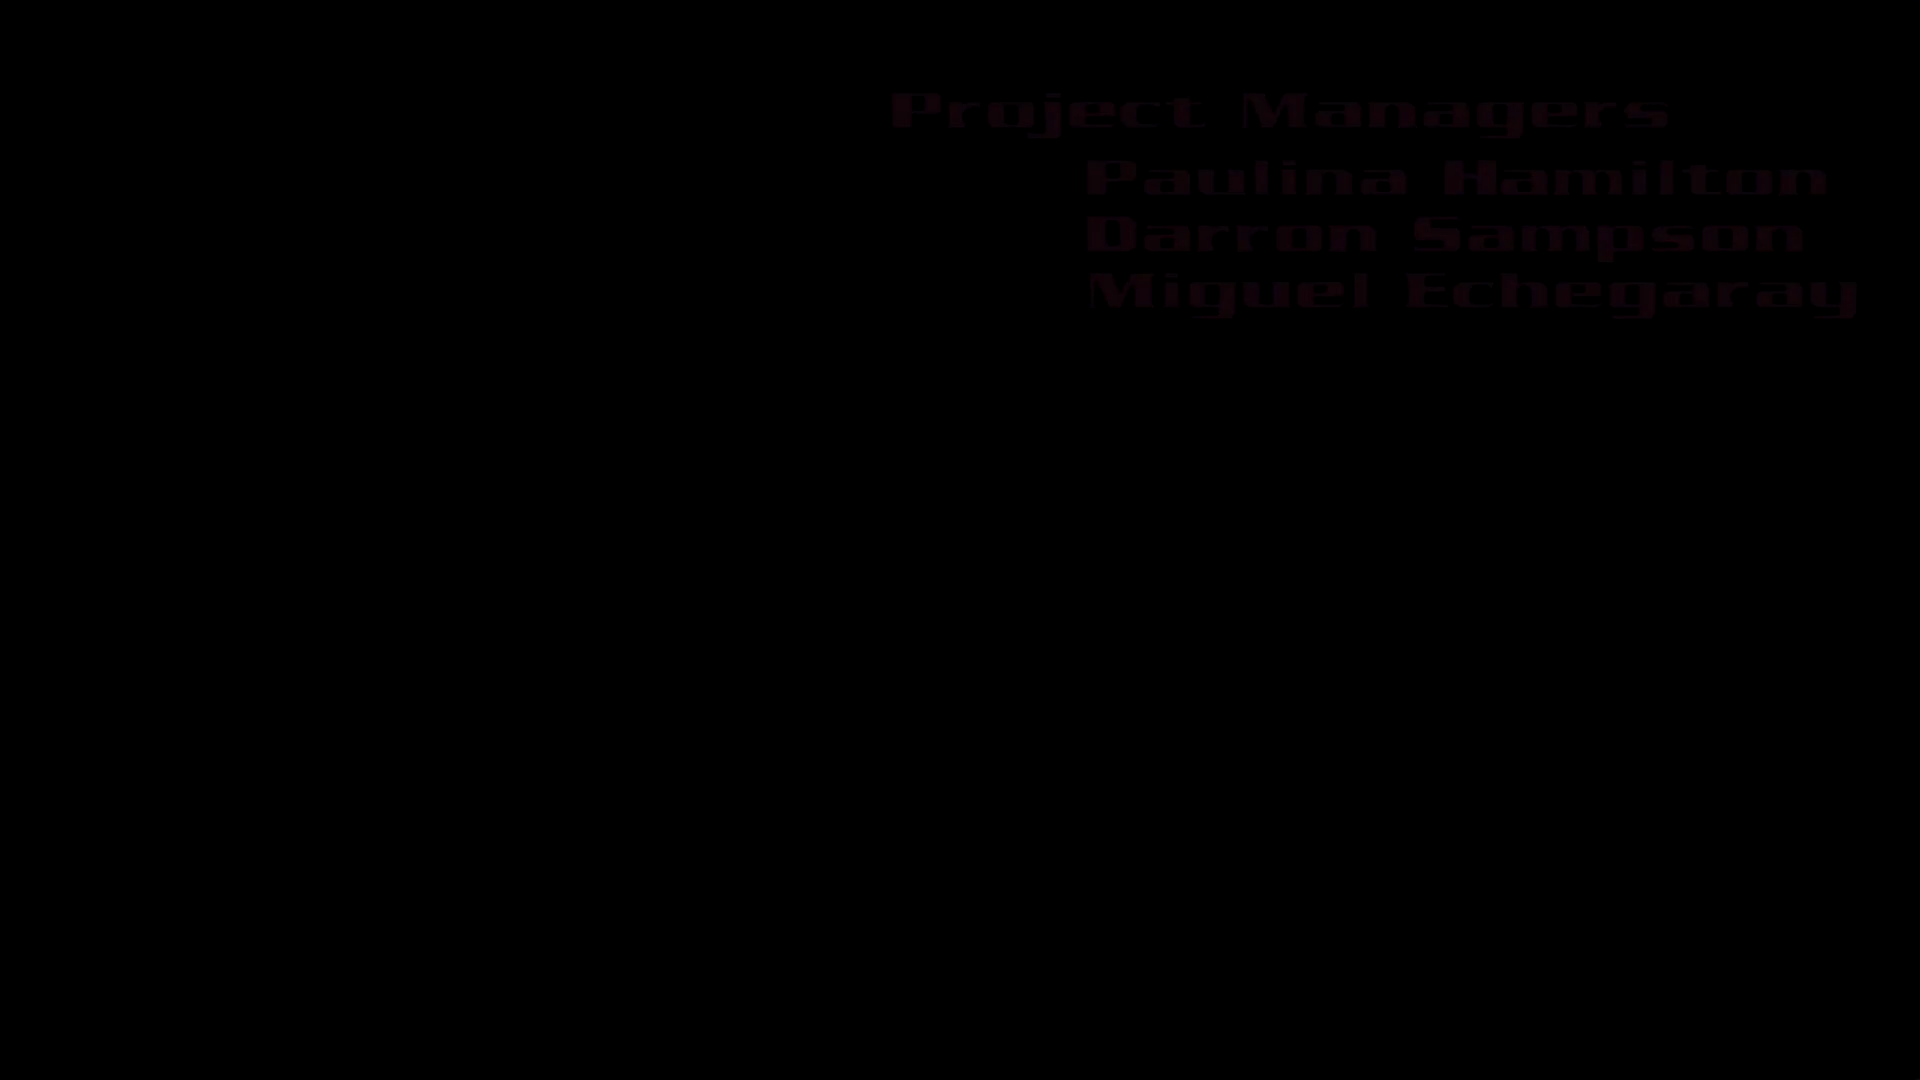 Project Managers
Paulina Hamilton
Darron Sampson
Miguel Echegaray